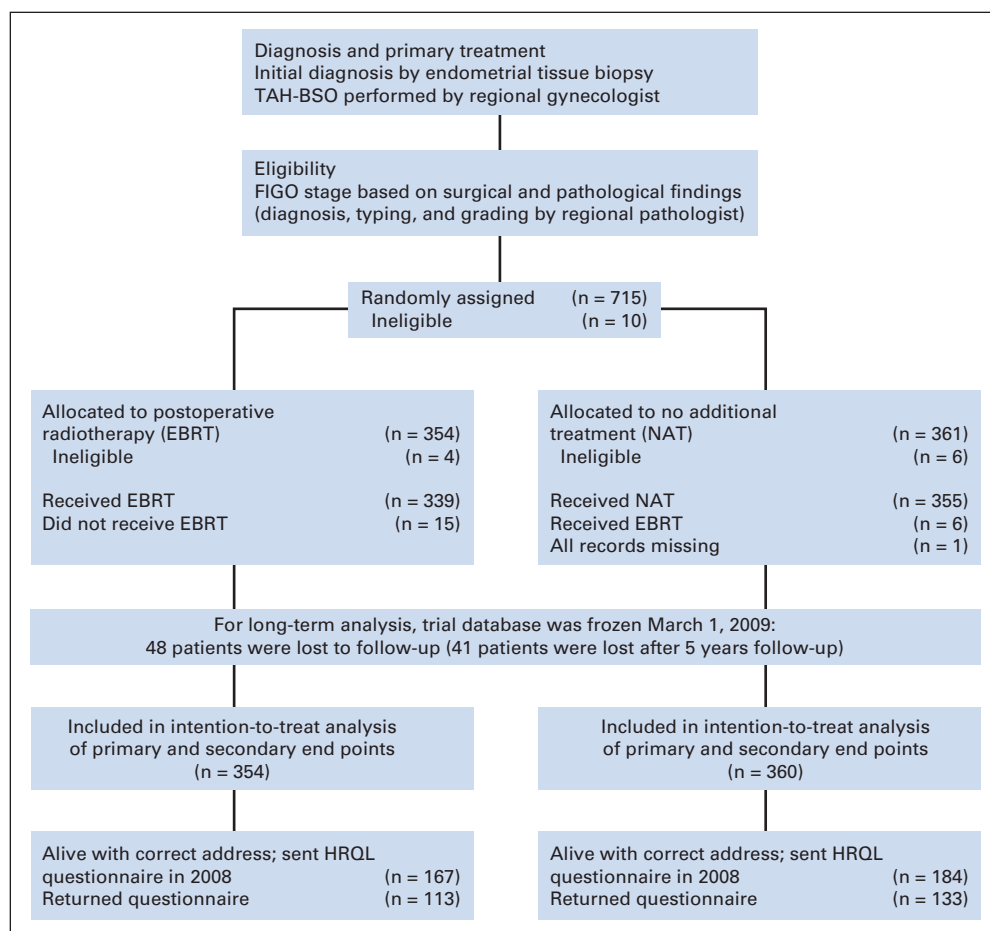 Diagnosis and primary treatment
Initial diagnosis by endometrial tissue biopsy
TAH-BSO performed by regional gynecologist
Eligibility
FIGO stage based on surgical and pathological findings
(diagnosis, typing, and grading by regional pathologist)
Randomly assigned (n = 715)
Ineligible (n = 10)
Allocated to postoperative
radiotherapy (EBRT) (n = 354)
Ineligible (n = 4)
Received EBRT (n = 339)
Did not receive EBRT (n = 15)
Allocated to no additional
treatment (NAT) (n = 361)
Ineligible (n = 6)
Received NAT (n = 355)
Received EBRT (n = 6)
All records missing (n = 1)
For long-term analysis, trial database was frozen March 1, 2009:
48 patients were lost to follow-up (41 patients were lost after 5 years follow-up)
Included in intention-to-treat analysis
of primary and secondary end points
(n = 354)
Included in intention-to-treat analysis
of primary and secondary end points
(n = 360)
Alive with correct address; sent HRQL
questionnaire in 2008 (n = 167)
Returned questionnaire (n = 113)
Alive with correct address; sent HRQL
questionnaire in 2008 (n = 184)
Returned questionnaire (n = 133)